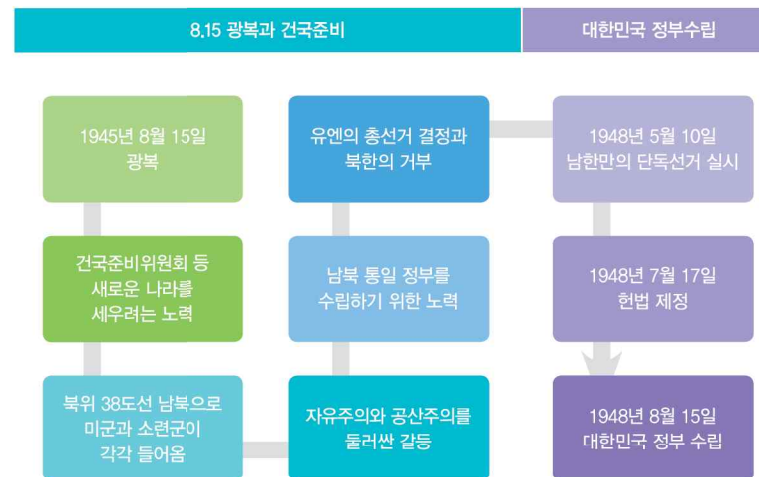 8.15 광복과 건국준비
대한민국 정부수립
1945년 8월 15일
광복
건국준비위원회 등
새로운 나라를
세우려는 노력
북위 38도선 남북으로
미군과 소련군이
각각 들어옴
자유주의와 공산주의를
둘러싼 갈등
남북 통일 정부를
수립하기 위한 노력
유엔의 총선거 결정과
북한의 거부
1948년 5월 10일
남한만의 단독선거 실시
1948년 7월 17일
헌법 제정
1948년 8월 15일
대한민국 정부 수립